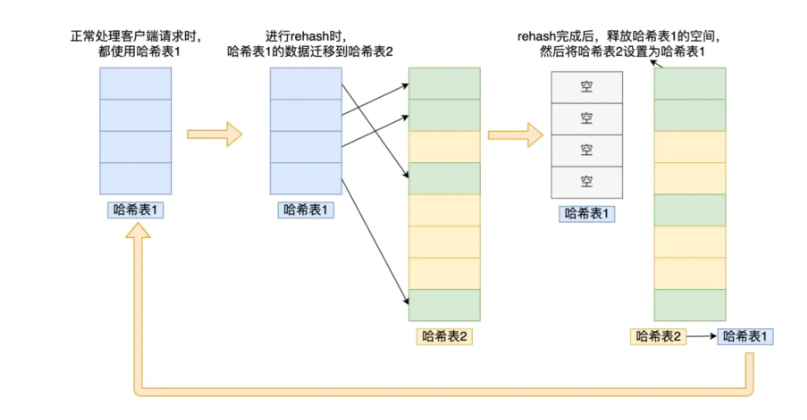 正常处理客户端请求时，
都使用哈希表1
进行rehash时，
哈希表1的数据迁移到哈希表2
rehash完成后，释放哈希表1的空间，
然后将哈希表2设置为哈希表1
空
空
空
空
哈希表1
哈希表1
哈希表1
哈希表2
哈希表2
哈希表1